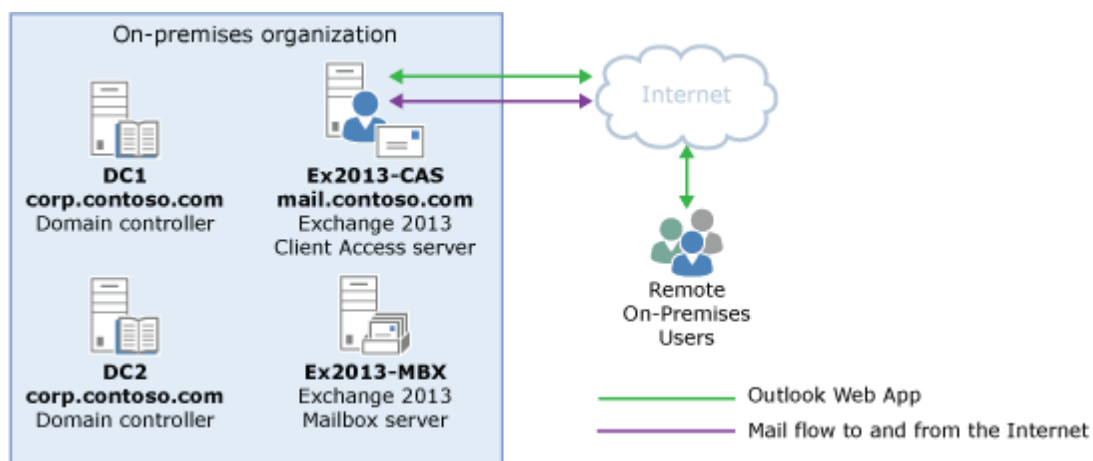 On-premises organization
DC1
corp.contoso.com
Domain controller
Ex2013-CAS
mail.contoso.com
Exchange 2013
Client Access server
DC2
corp.contoso.com
Domain controller
Ex2013-MBX
Exchange 2013
Mailbox server
Internet
Remote
On-Premises
Users
Outlook Web App
Mail flow to and from the Internet